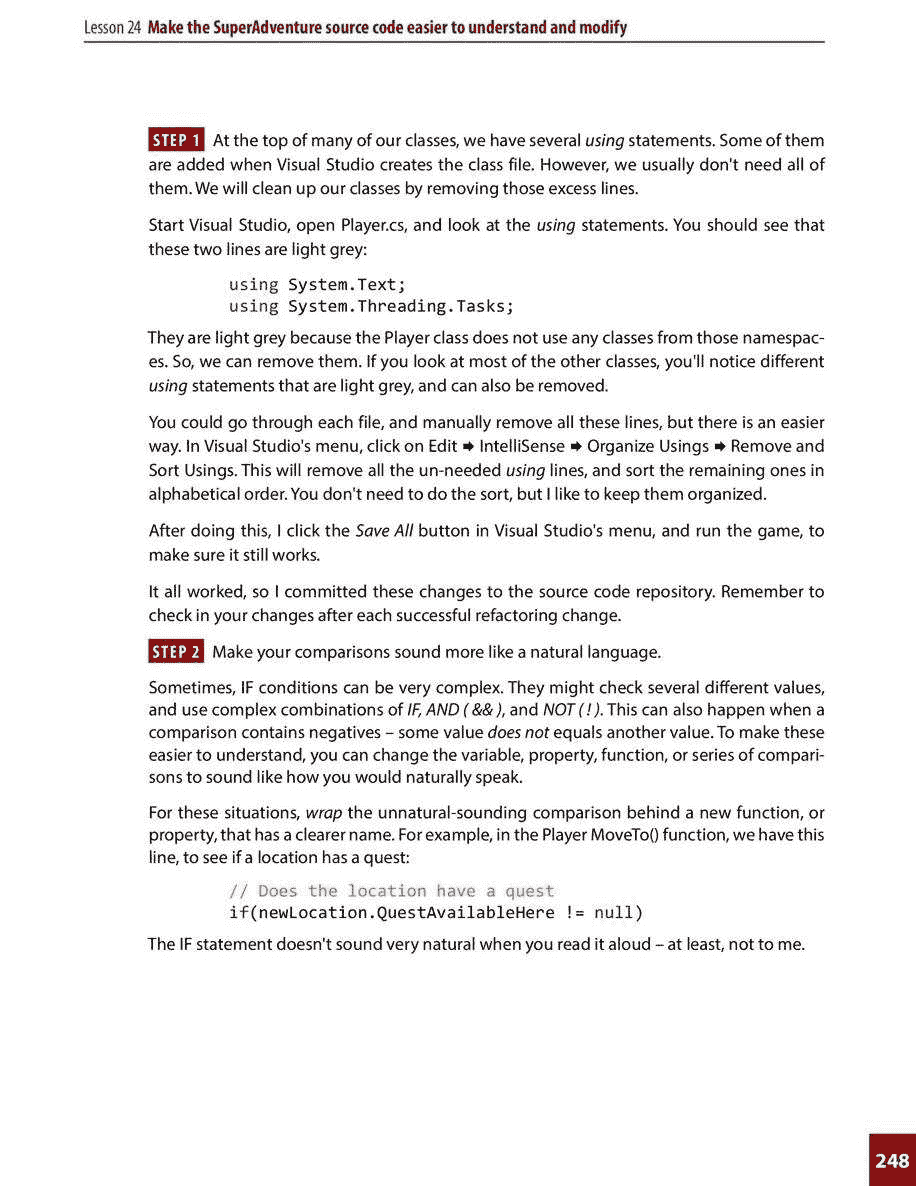 Lesson 24 Make the SuperAdventure source code easier to understand and modify
STEP 1 At the top of many of our classes, we have several using statements. Some of them
are added when Visual Studio creates the class file. However, we usually don't need all of
them. We will clean up our classes by removing those excess lines.
Start Visual Studio, open Player.cs, and look at the using statements. You should see that
these two lines are light grey:
using System.Text;
using System.Threading.Tasks;
They are light grey because the Player class does not use any classes from those namespac-
es. So, we can remove them. If you look at most of the other classes, you'll notice different
using statements that are light grey, and can also be removed.
You could go through each file, and manually remove all these lines, but there is an easier
way. In Visual Studio's menu, click on Edit ➡ IntelliSense ➡ Organize Usings ➡ Remove and
Sort Usings. This will remove all the un-needed using lines, and sort the remaining ones in
alphabetical order. You don't need to do the sort, but I like to keep them organized.
After doing this, I click the Save All button in Visual Studio's menu, and run the game, to
make sure it still works.
It all worked, so I committed these changes to the source code repository. Remember to
check in your changes after each successful refactoring change.
STEP 2 Make your comparisons sound more like a natural language.
Sometimes, IF conditions can be very complex. They might check several different values,
and use complex combinations of IF, AND ( && ), and NOT ( ! ). This can also happen when a
comparison contains negatives – some value does not equals another value. To make these
easier to understand, you can change the variable, property, function, or series of compari-
sons to sound like how you would naturally speak.
For these situations, wrap the unnatural-sounding comparison behind a new function, or
property, that has a clearer name. For example, in the Player MoveTo() function, we have this
line, to see if a location has a quest:
// Does the location have a quest
if(newLocation.QuestAvailableHere != null)
The IF statement doesn't sound very natural when you read it aloud – at least, not to me.
248